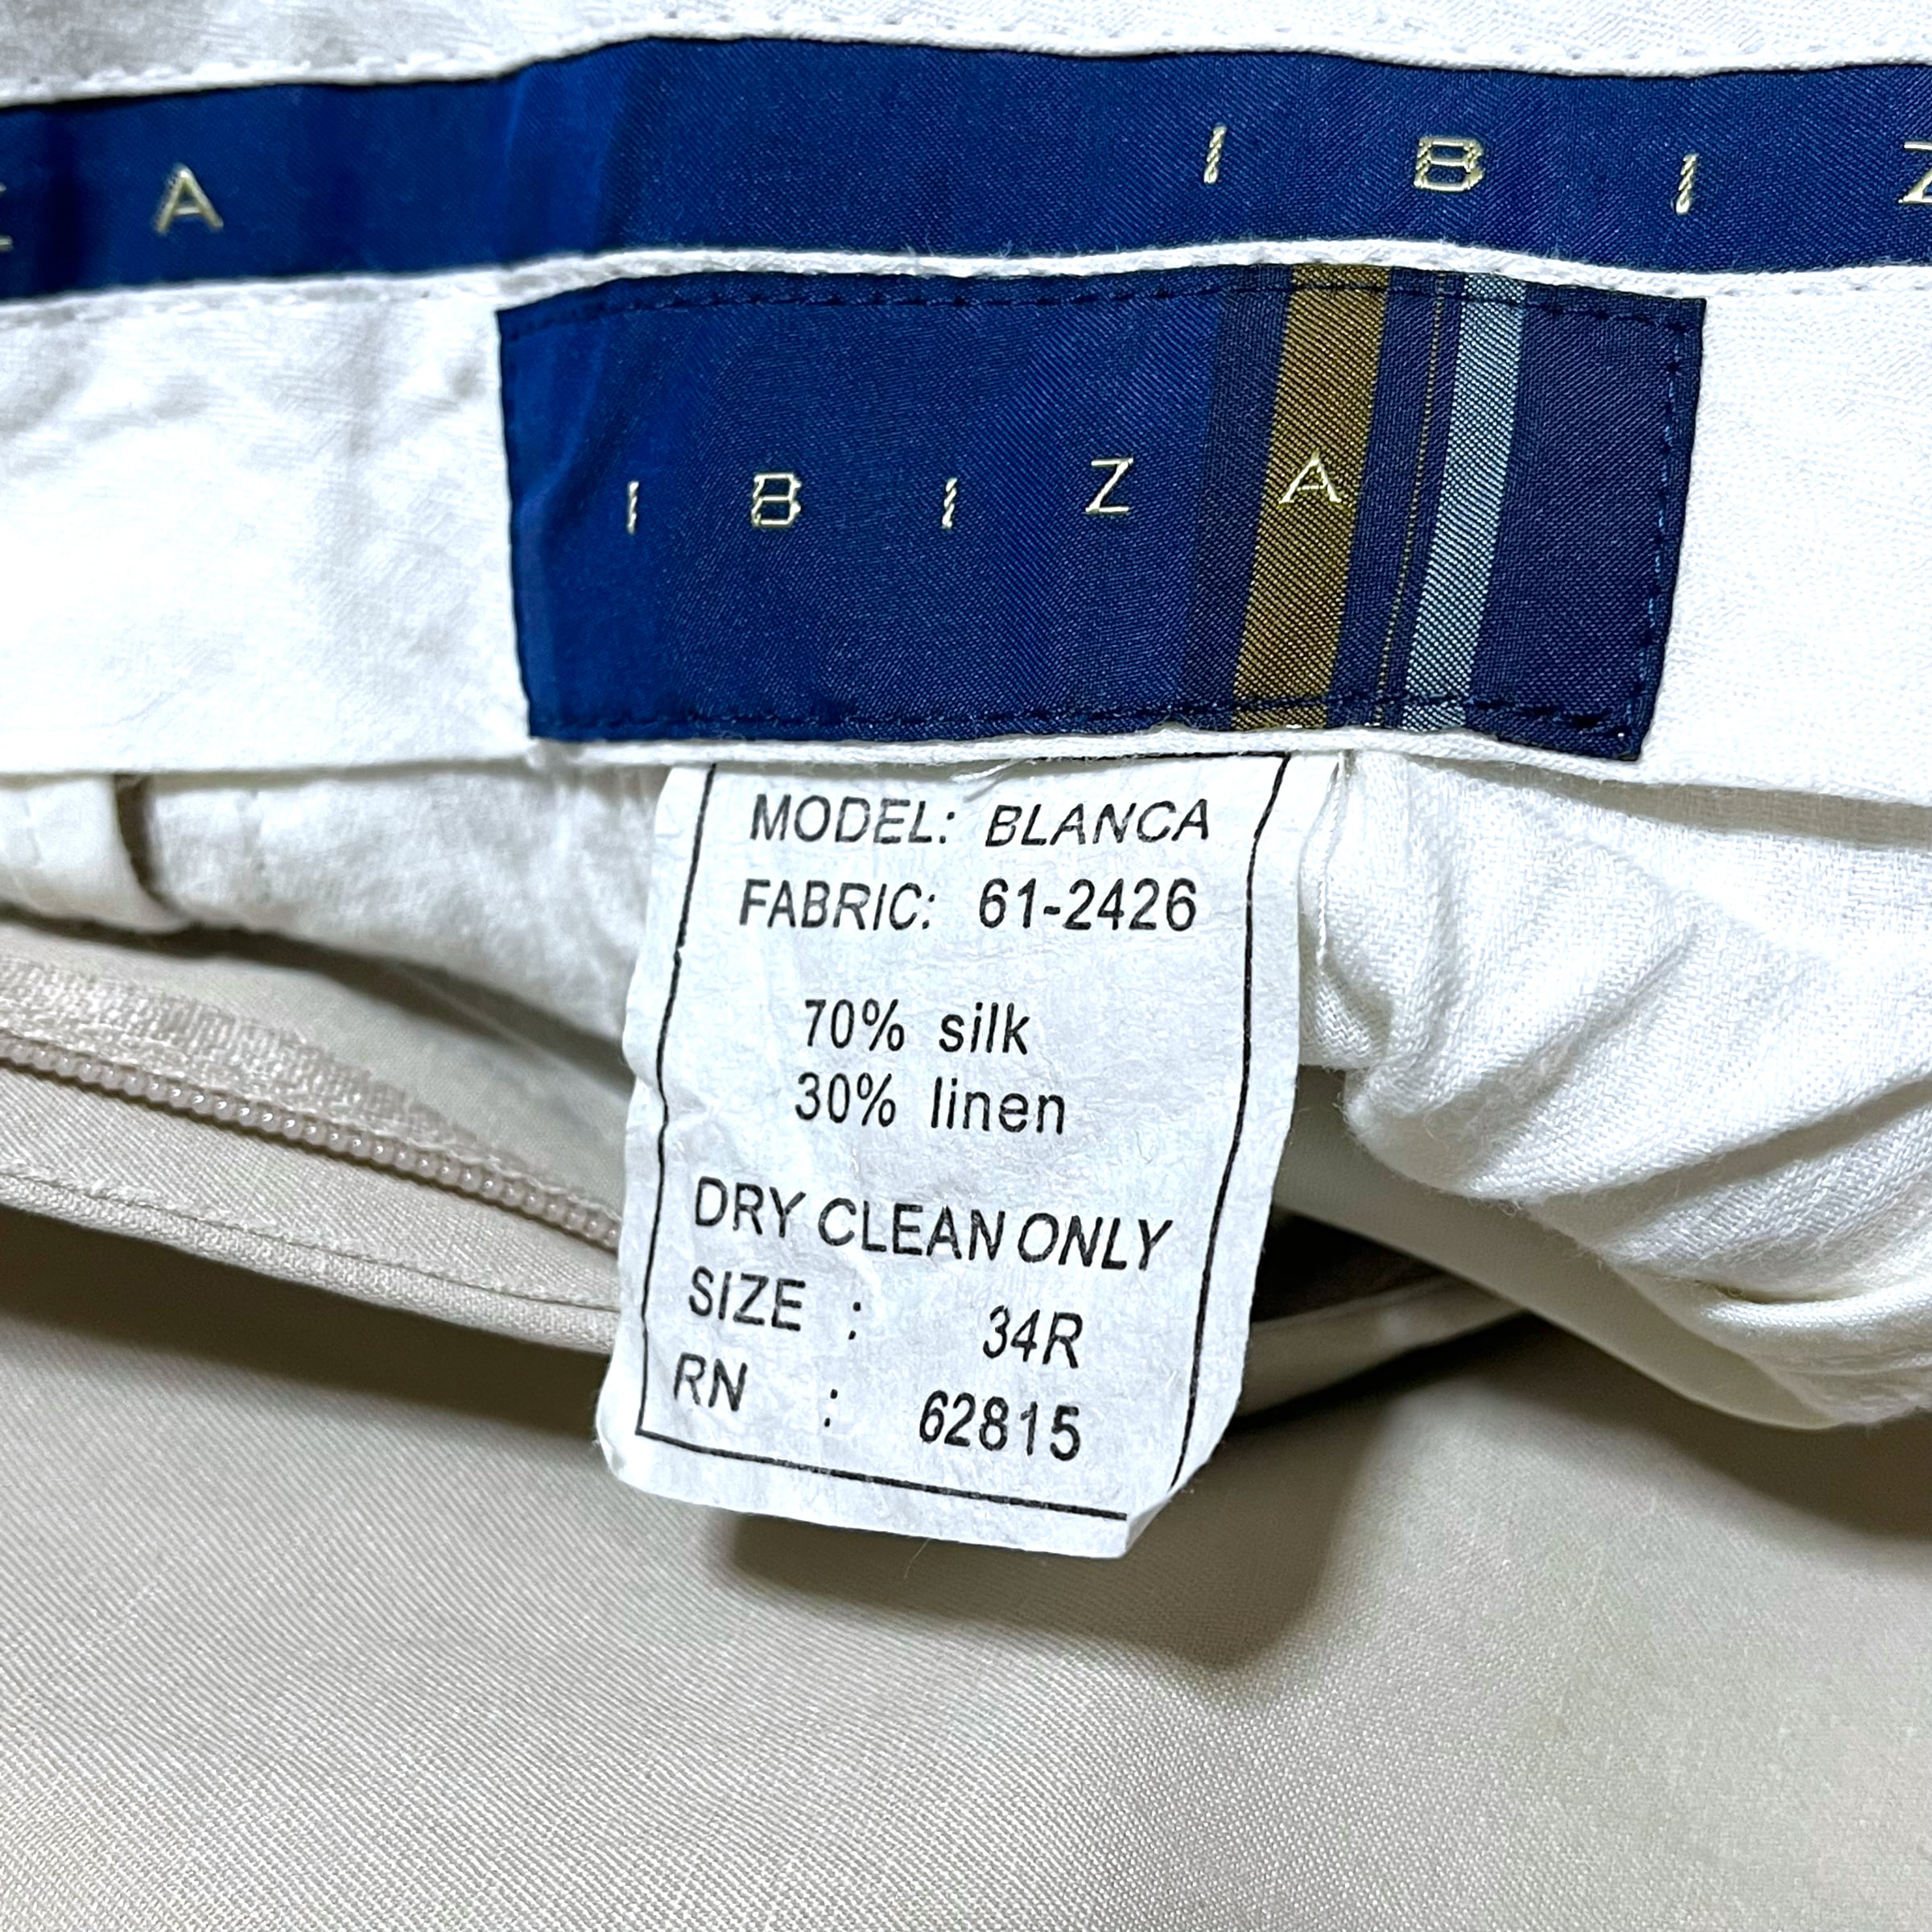 Z A I B I Z
I B I Z A
MODEL: BLANCA
FABRIC: 61-2426
70% silk
30% linen
DRY CLEAN ONLY
SIZE : 34R
RN : 62815